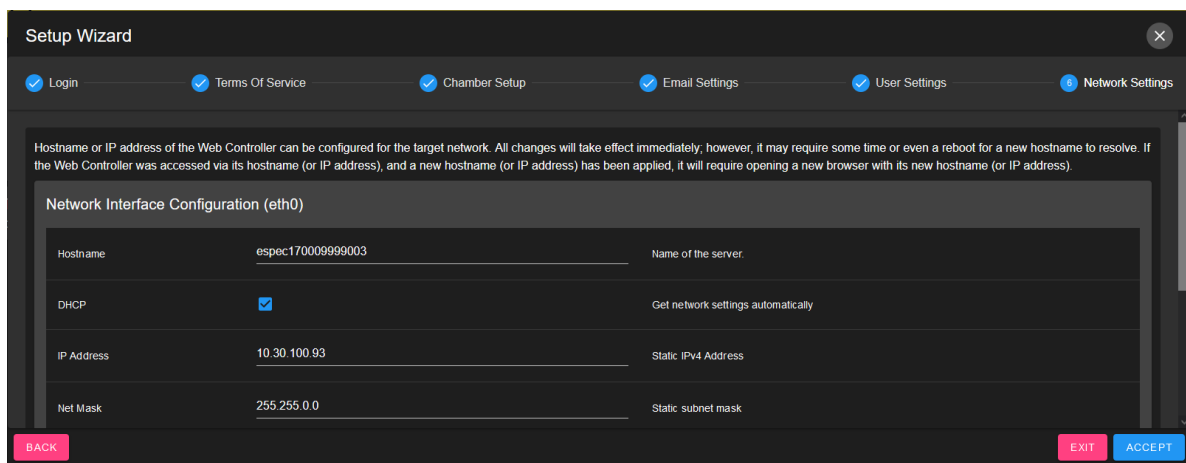 Setup Wizard
Login
Terms Of Service
Chamber Setup
Email Settings
User Settings
6 Network Settings
Hostname or IP address of the Web Controller can be configured for the target network. All changes will take effect immediately; however, it may require some time or even a reboot for a new hostname to resolve. If
the Web Controller was accessed via its hostname (or IP address), and a new hostname (or IP address) has been applied, it will require opening a new browser with its new hostname (or IP address).
Network Interface Configuration (eth0)
Hostname espec170009999003 Name of the server.
DHCP Get network settings automatically
IP Address 10.30.100.93 Static IPv4 Address
Net Mask 255.255.0.0 Static subnet mask
BACK EXIT ACCEPT